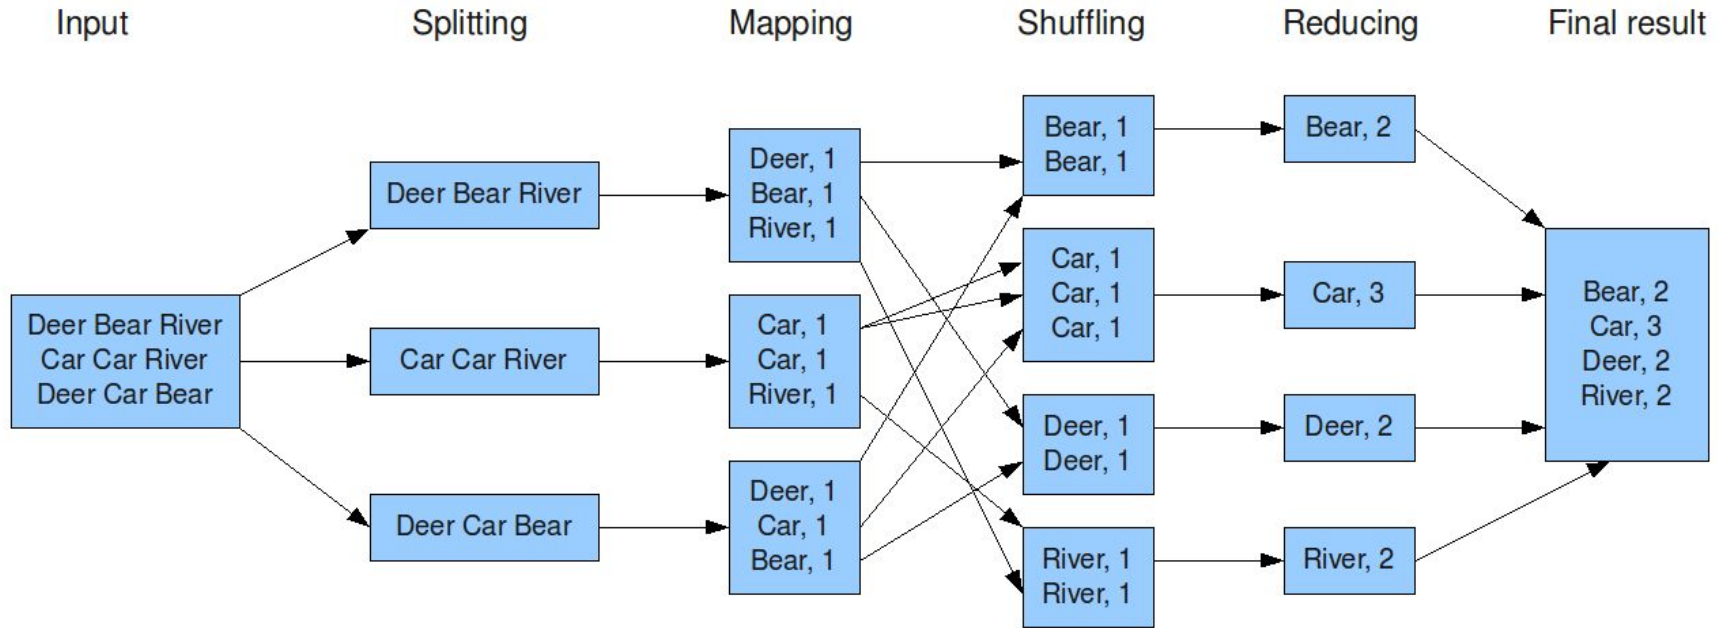 Input
Splitting
Mapping
Shuffling
Reducing
Final result
Deer Bear River
Car Car River
Deer Car Bear
Deer Bear River
Car Car River
Deer Car Bear
Deer, 1
Bear, 1
River, 1
Car, 1
Car, 1
River, 1
Deer, 1
Car, 1
Bear, 1
Bear, 1
Bear, 1
Car, 1
Car, 1
Car, 1
Deer, 1
Deer, 1
River, 1
River, 1
Bear, 2
Car, 3
Deer, 2
River, 2
Bear, 2
Car, 3
Deer, 2
River, 2